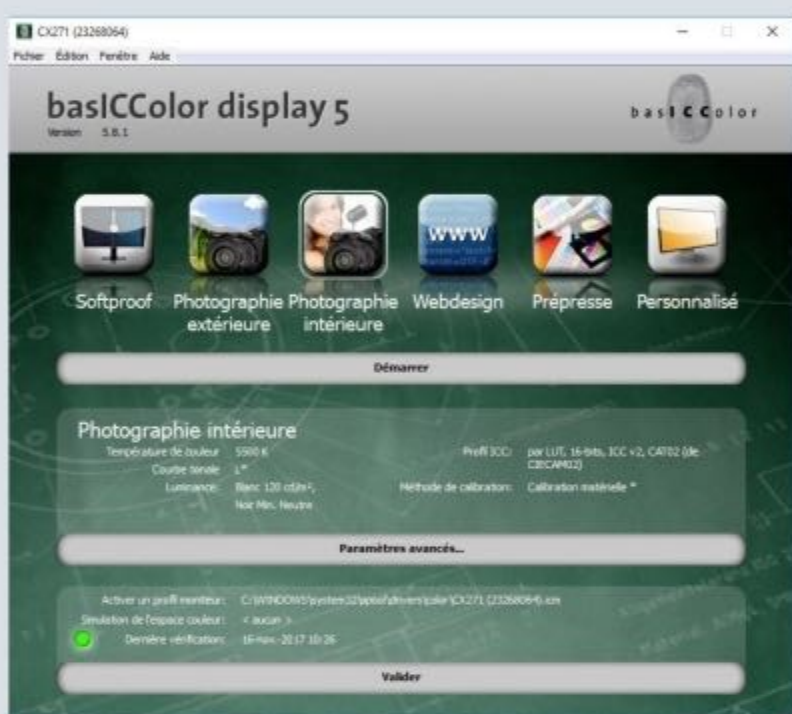 CX271 (23268064)
Fichier Édition Fenêtre Aide
basICColor display 5
Version 5.8.1
basICColor
www
Softproof
Photographie extérieure
Photographie intérieure
Webdesign
Prépresse
Personnalisé
Démarrer
Photographie intérieure
Température de couleur 5500 K
Courbe tonale L*
Luminance: Blanc 120 cd/m²,
Noir Min. Neutre
Profil ICC: par LUT, 16-bits, ICC v2, CAT02 (de
CIECAM02)
Méthode de calibration: Calibration matérielle
Paramètres avancés...
Activer un profil moniteur: C:\WINDOWS\system32\spool\drivers\color\CX271 (23268064).icm
Simulation de l'espace couleur: < aucun >
Dernière vérification: 16-nov.-2017 10:26
Valider